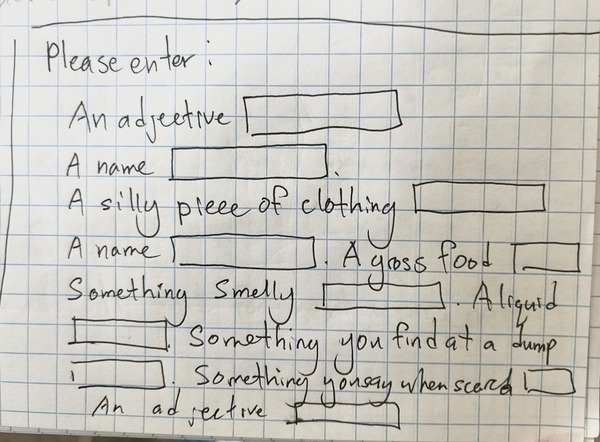 Please enter:
An adjective
A name .
A silly piece of clothing
A name . A gross food
Something Smelly . A liquid
. Something you find at a dump
. Something you say when scared
An adjective